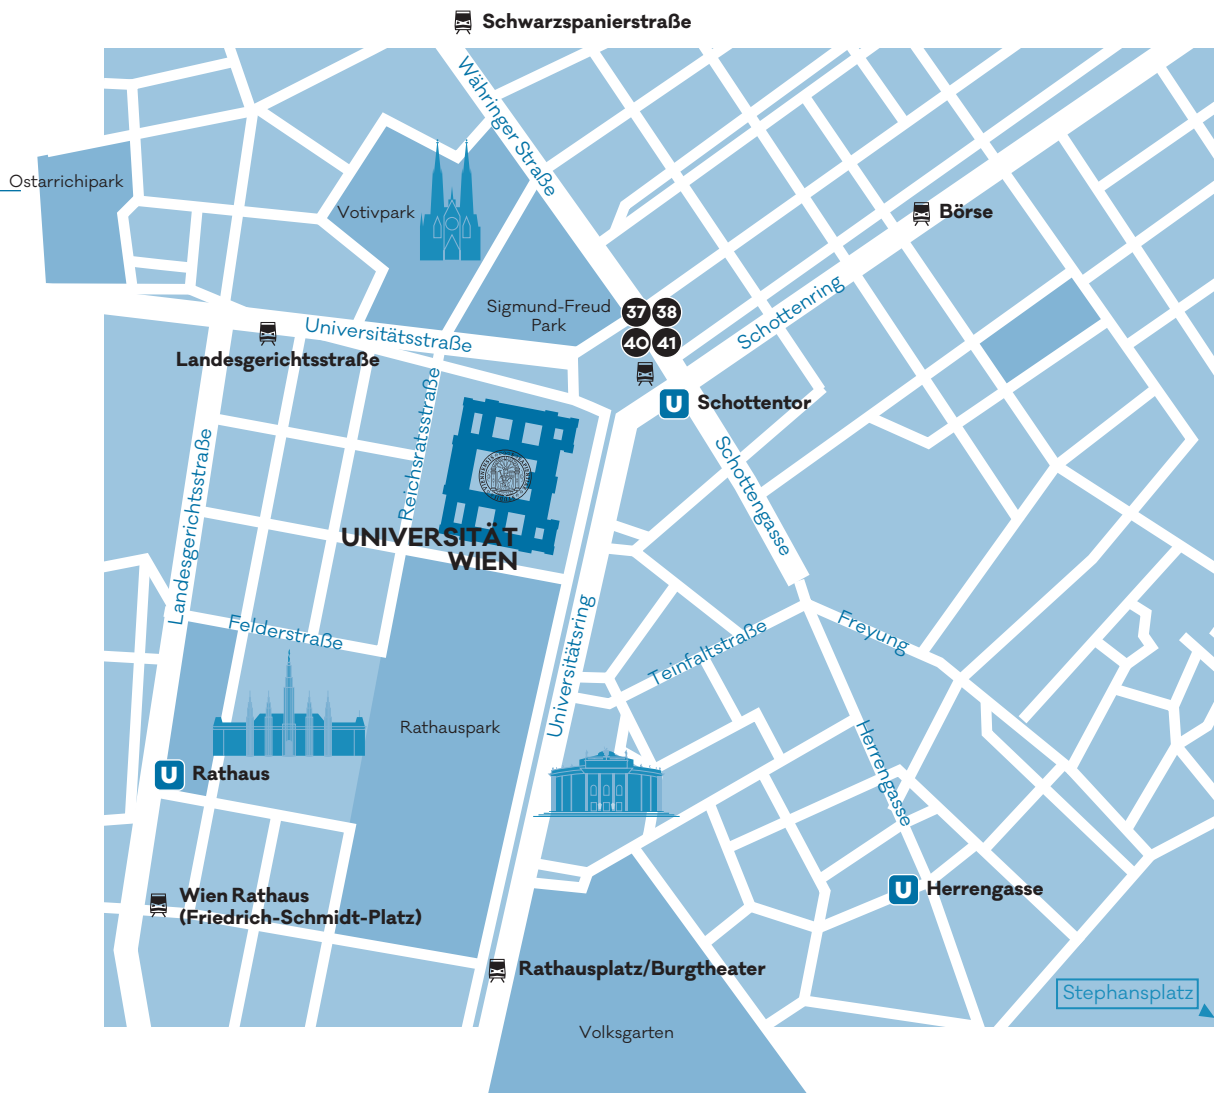 Schwarzspanierstraße
Währinger Straße
Ostarrichipark
Votivpark
Börse
Sigmund-Freud
Park
37 38
40 41
Schottenring
Universitätsstraße
Landesgerichtsstraße
U Schottentor
Reichsratsstraße
Schottengasse
Landesgerichtsstraße
UNIVERSITÄT
WIEN
Felderstraße
Universitätsring
Teinfaltstraße
Freyung
Rathauspark
Herrengasse
U Rathaus
Wien Rathaus
(Friedrich-Schmidt-Platz)
U Herrengasse
Rathausplatz/Burgtheater
Stephansplatz
Volksgarten